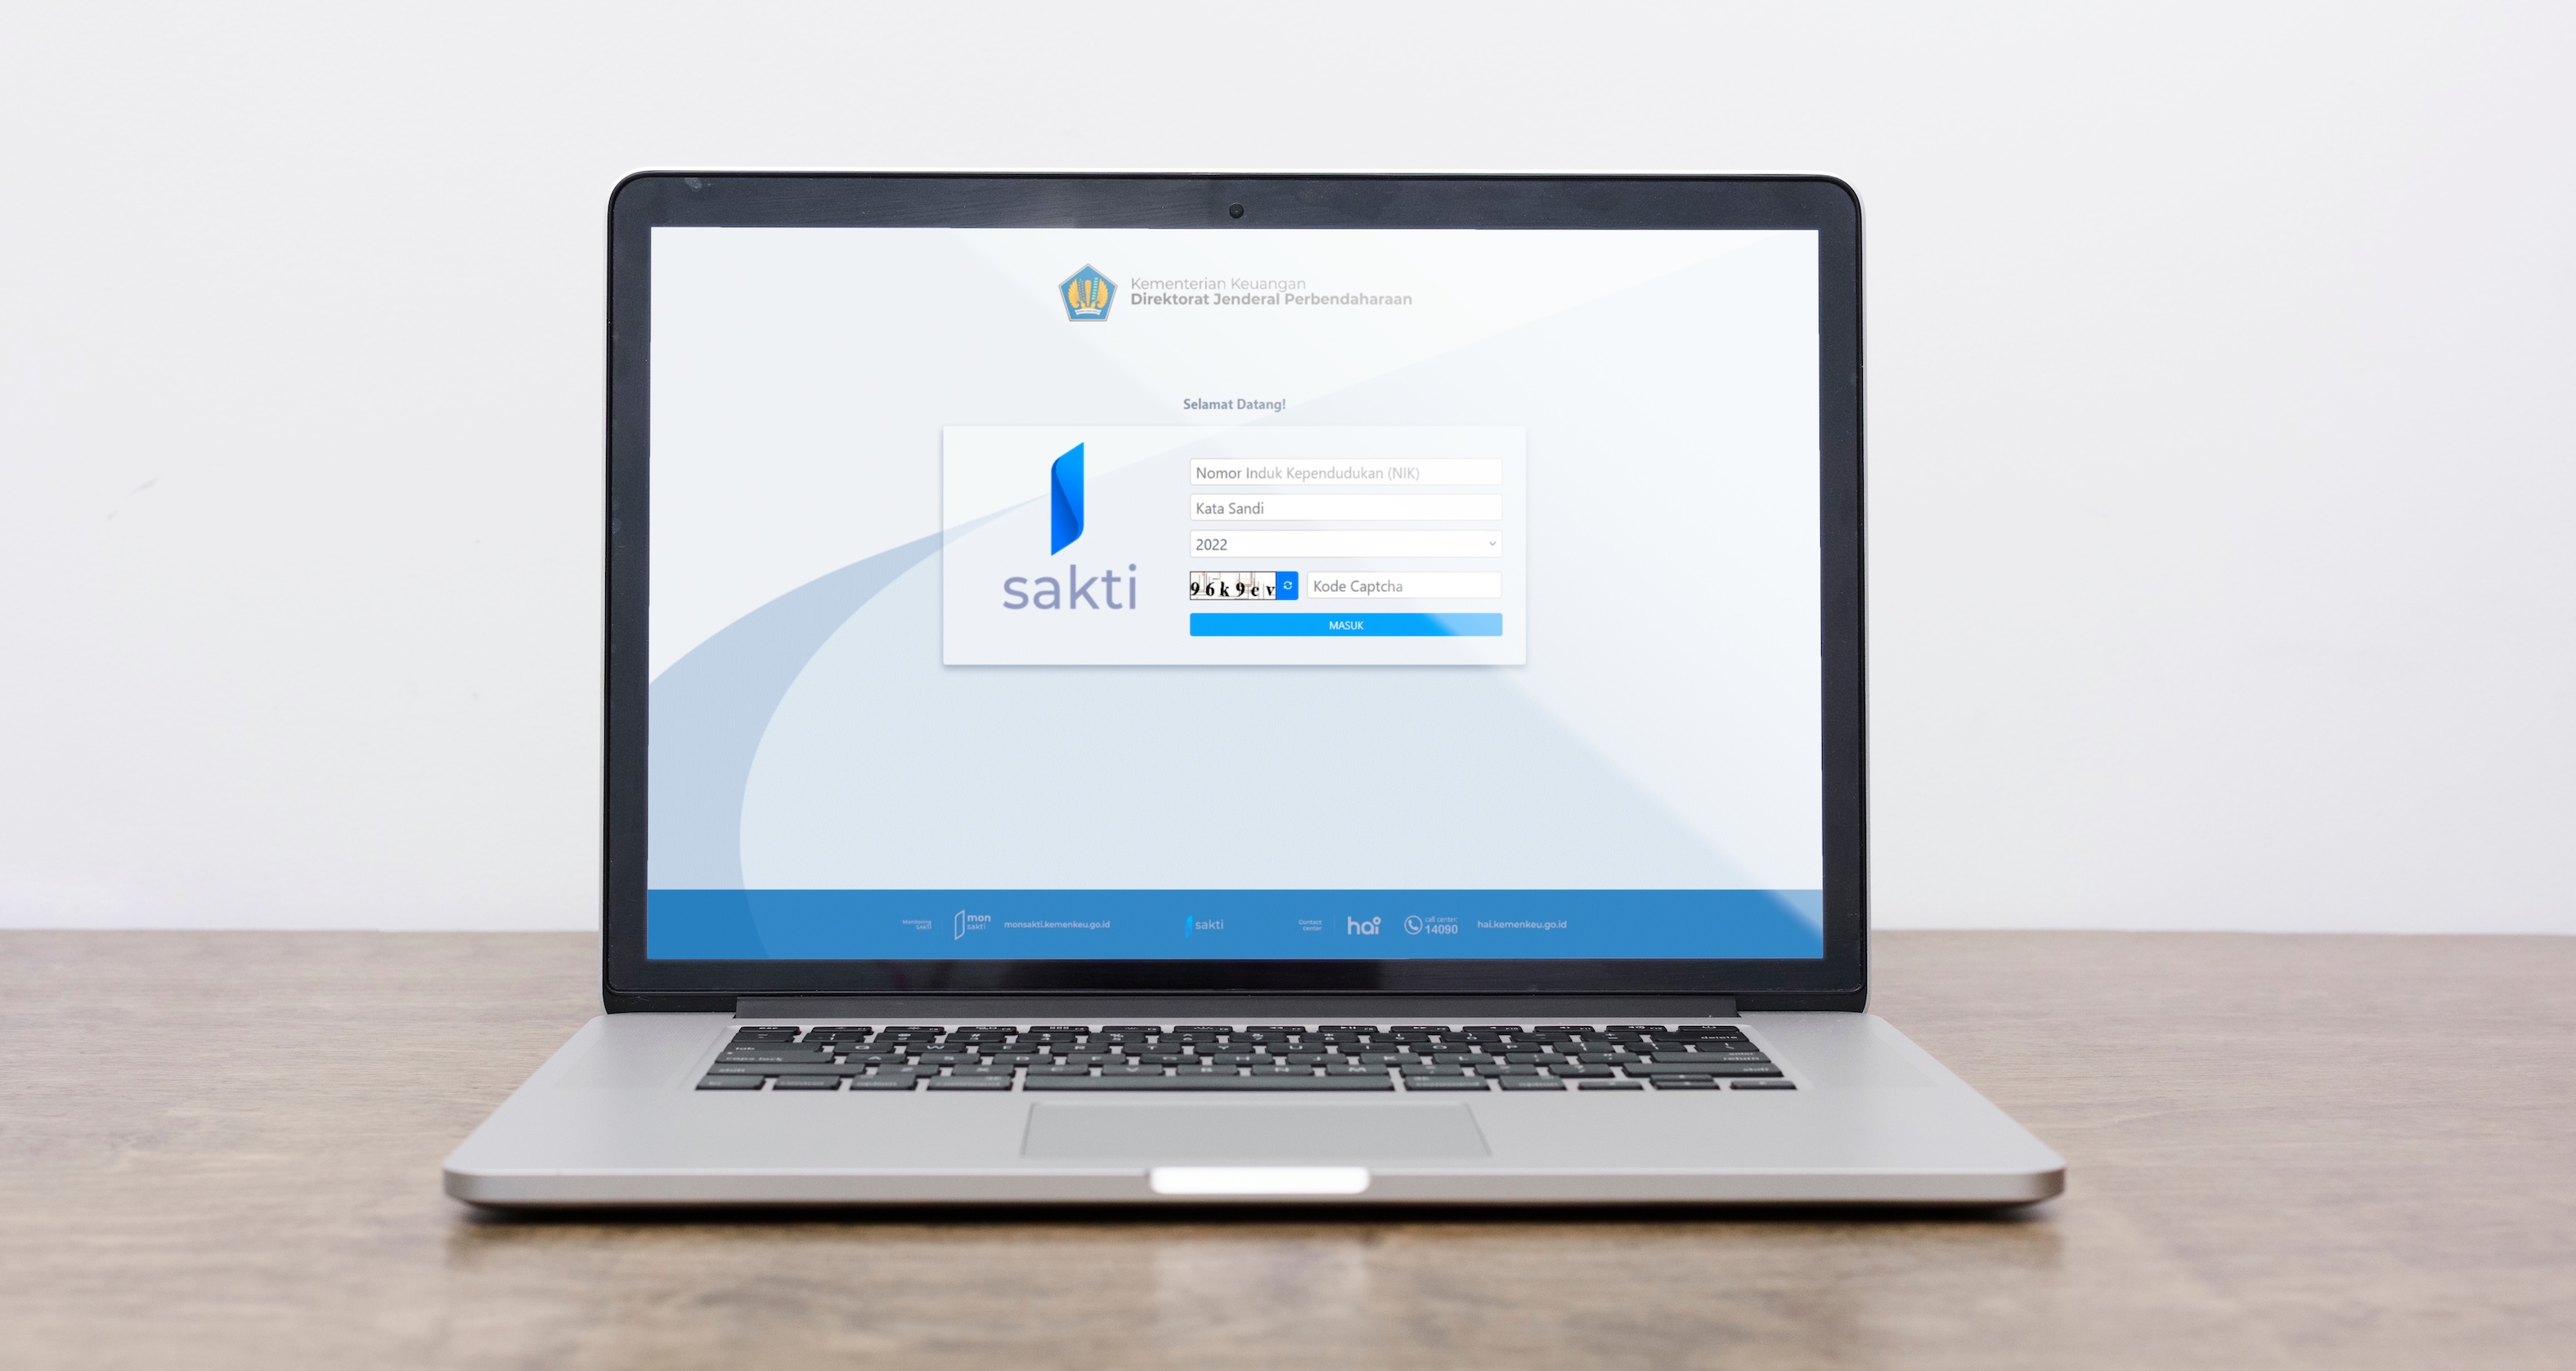 Kementerian Keuangan
Direktorat Jenderal Perbendaharaan
Selamat Datang!
sakti
Nomor Induk Kependudukan (NIK)
Kata Sandi
2022
96k9cv
Kode Captcha
MASUK
Monitoring
SAKTI
mon
sakti
monsakti.kemenkeu.go.id
sakti
Contact
center
hai
call center:
14090
hai.kemenkeu.go.id